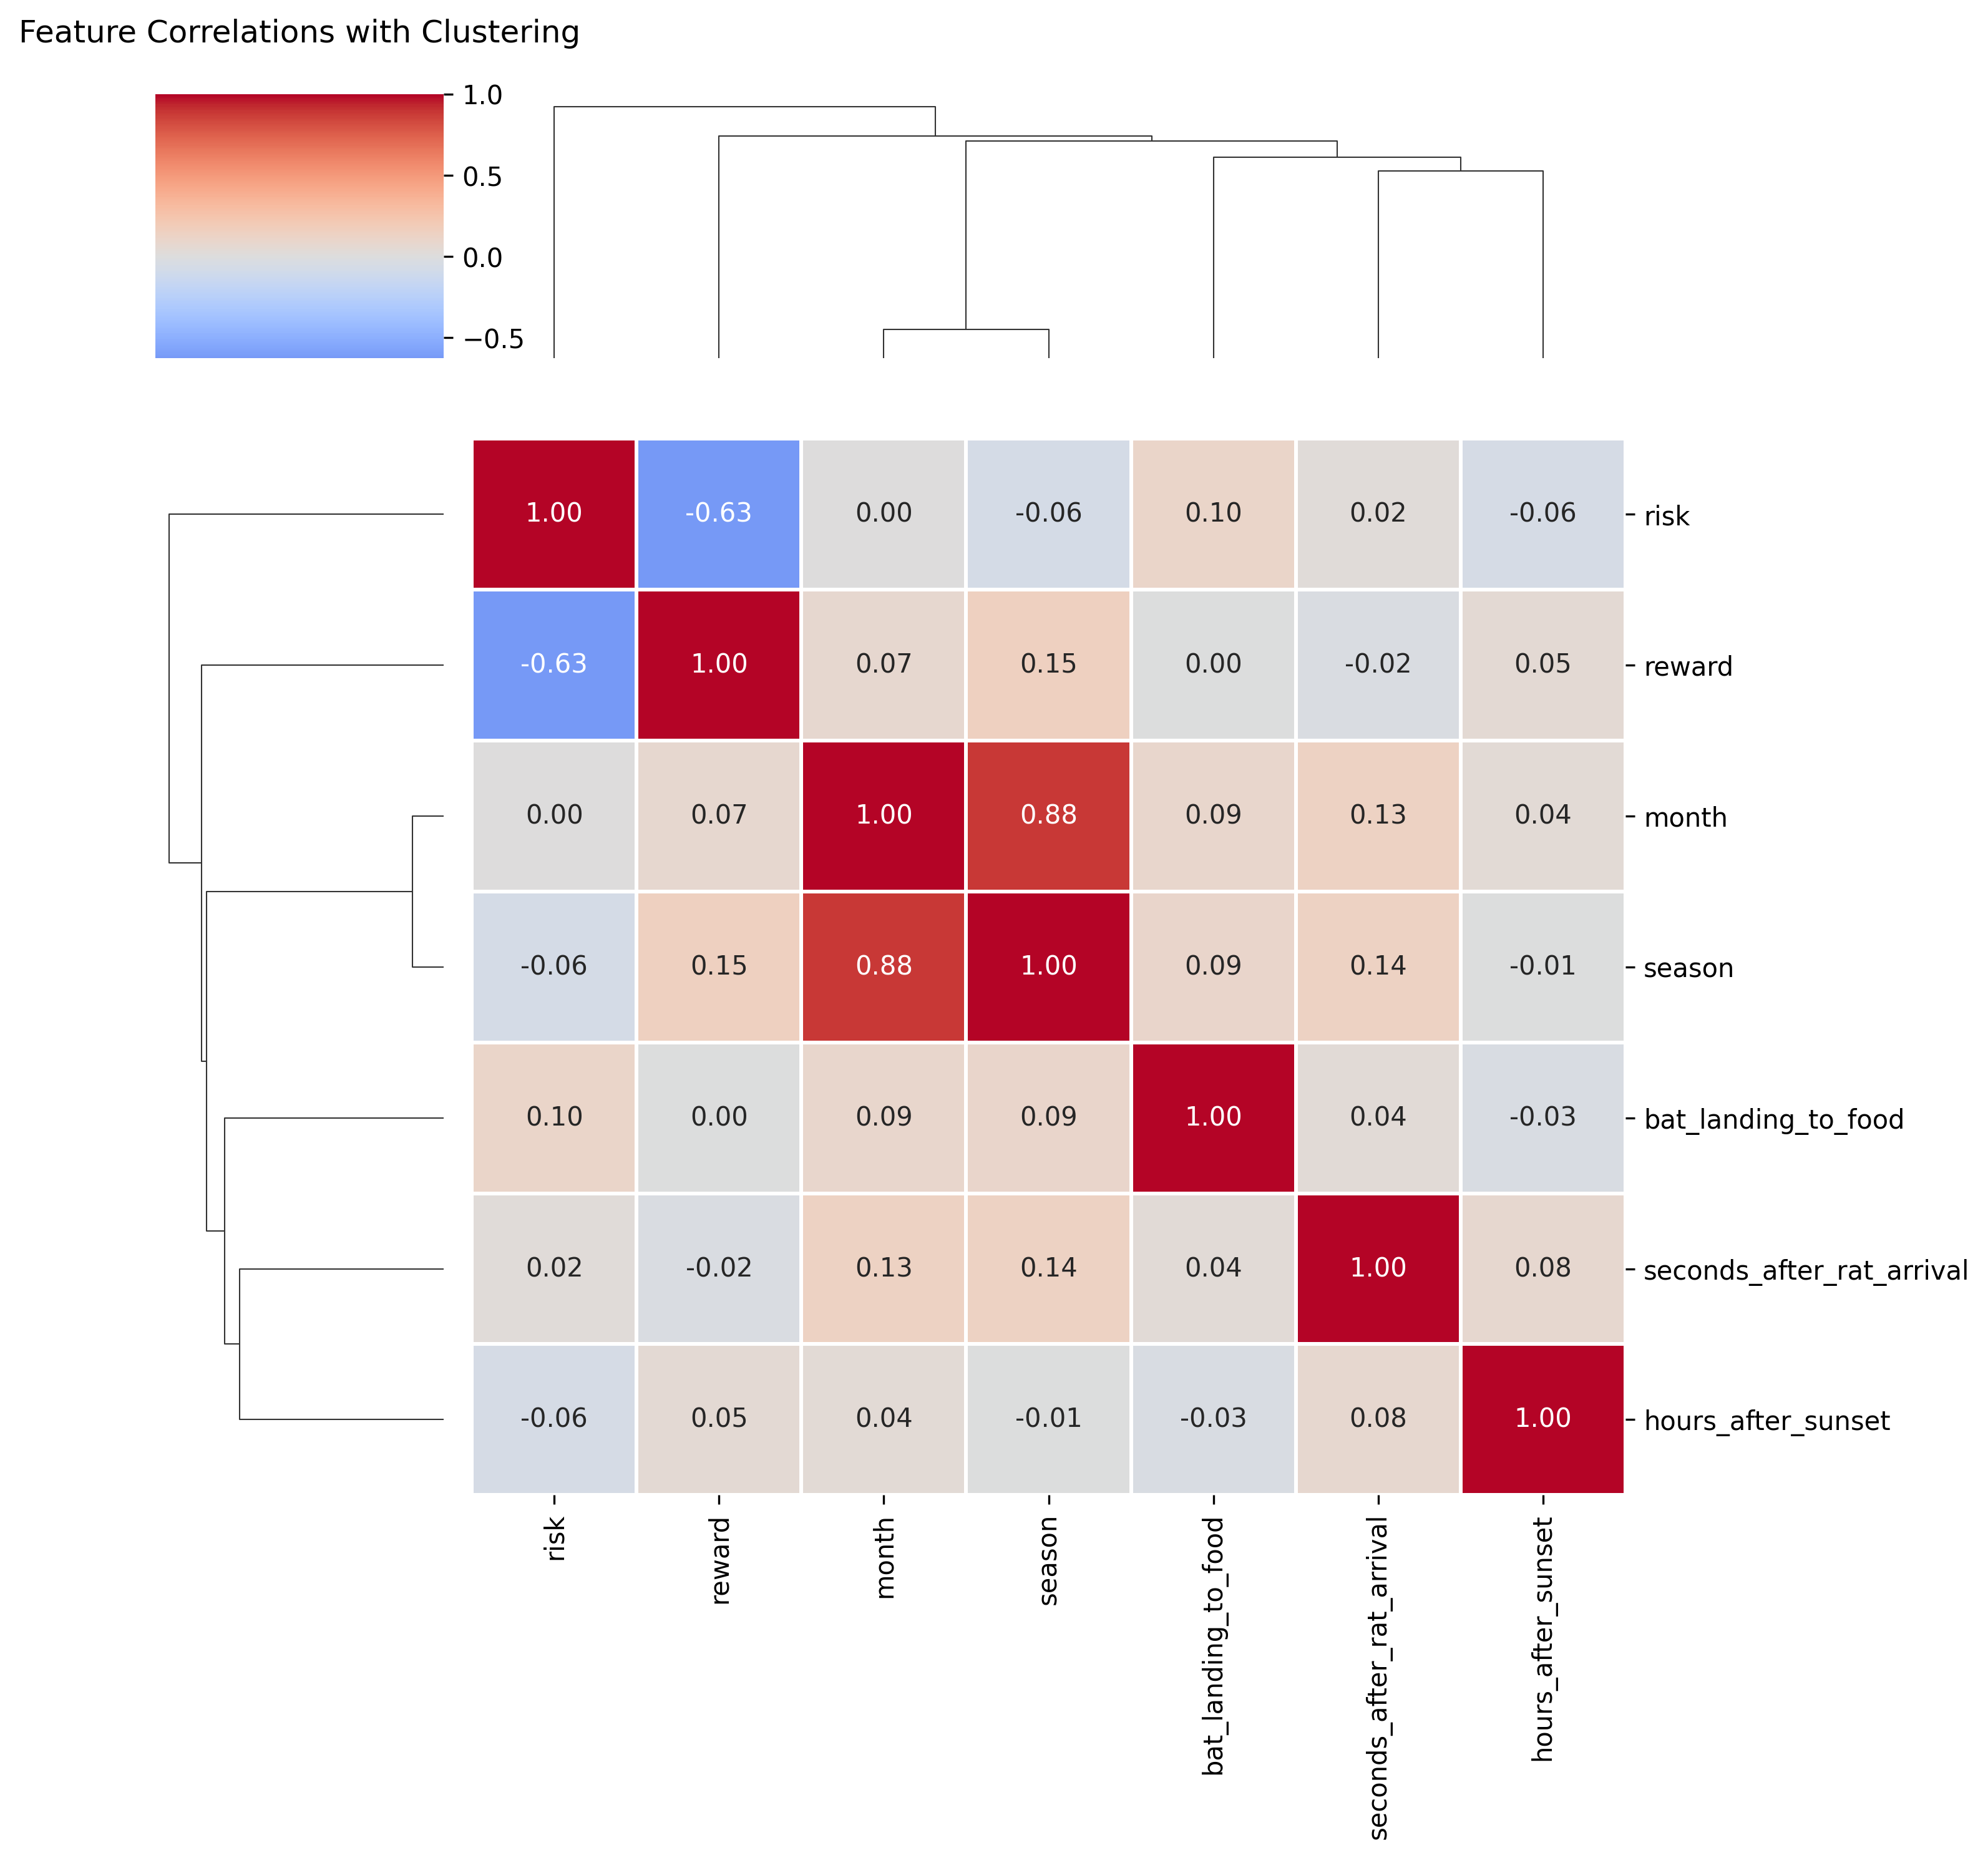 Feature Correlations with Clustering
1.0
0.5
0.0
−0.5
1.00 -0.63 0.00 -0.06 0.10 0.02 -0.06 risk
-0.63 1.00 0.07 0.15 0.00 -0.02 0.05 reward
0.00 0.07 1.00 0.88 0.09 0.13 0.04 month
-0.06 0.15 0.88 1.00 0.09 0.14 -0.01 season
0.10 0.00 0.09 0.09 1.00 0.04 -0.03 bat_landing_to_food
0.02 -0.02 0.13 0.14 0.04 1.00 0.08 seconds_after_rat_arrival
-0.06 0.05 0.04 -0.01 -0.03 0.08 1.00 hours_after_sunset
risk
reward
month
season
bat_landing_to_food
seconds_after_rat_arrival
hours_after_sunset